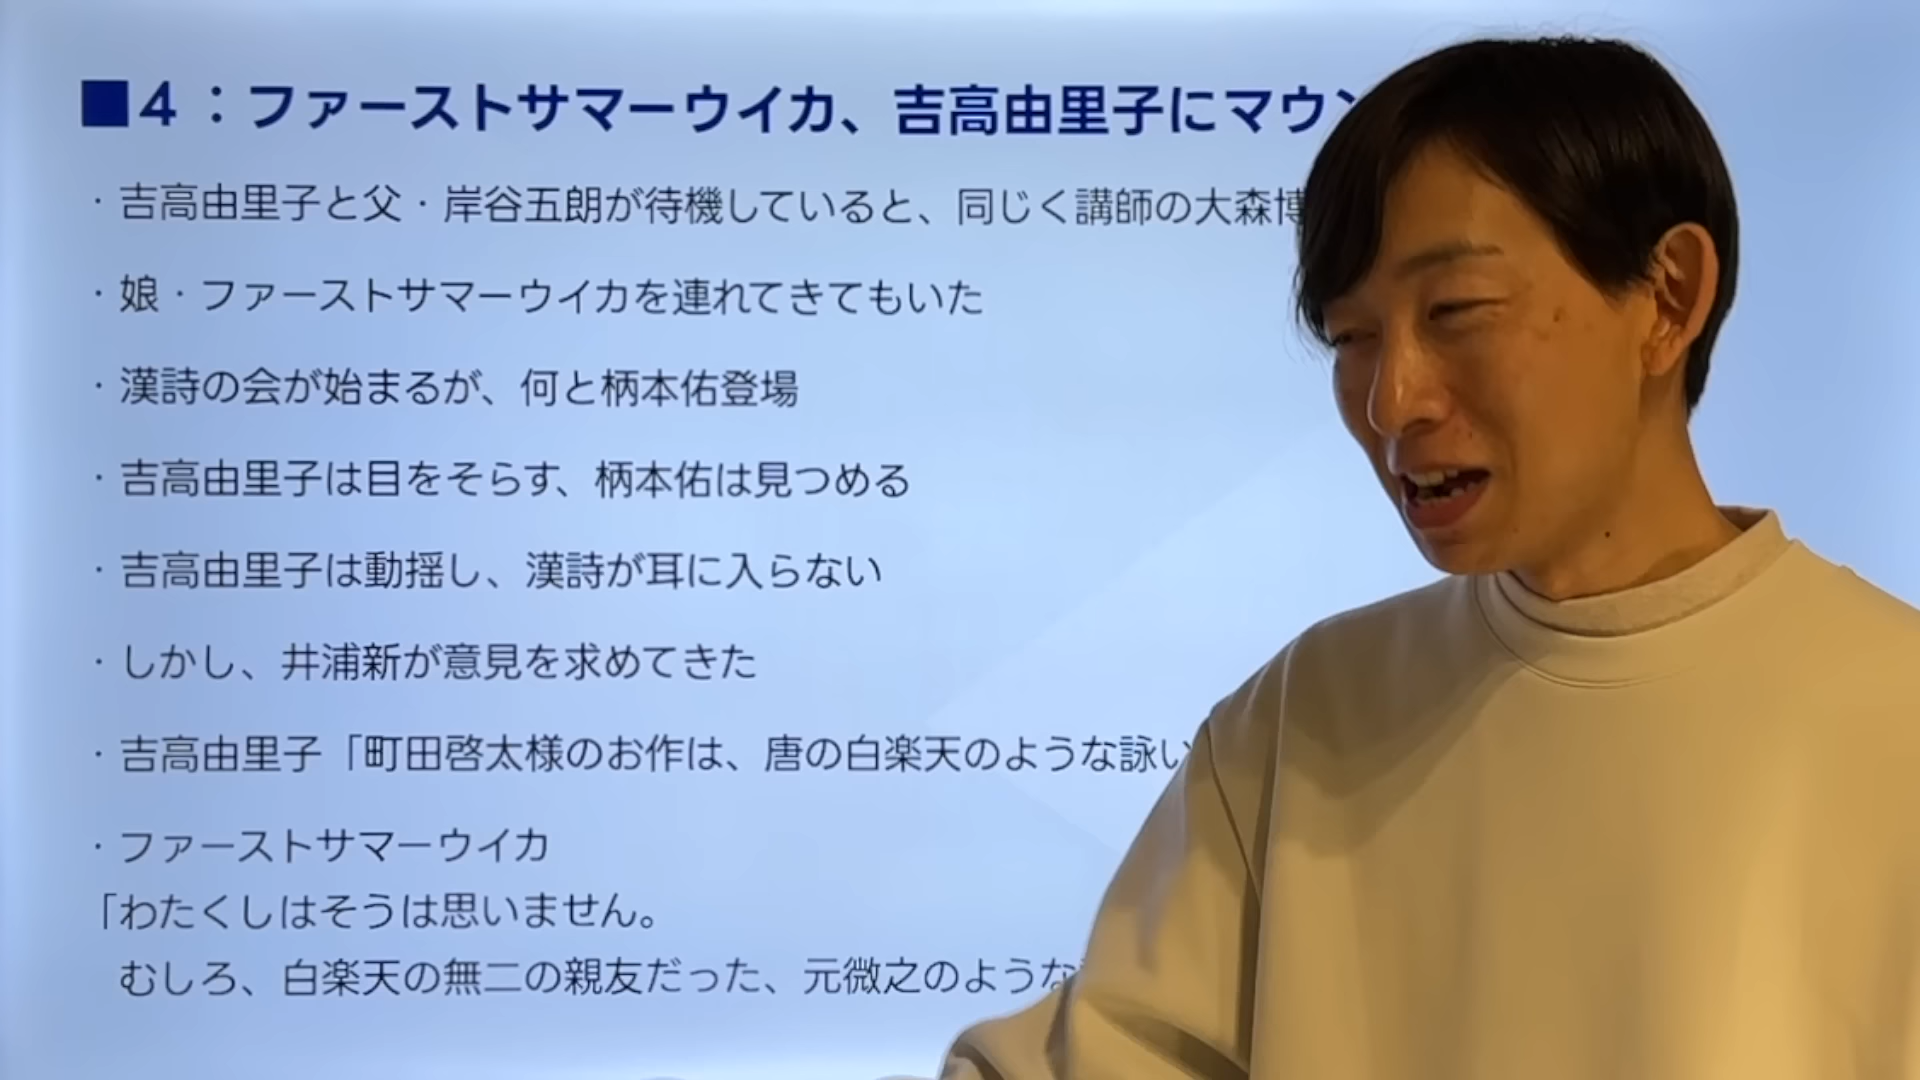 ■4：ファーストサマーウイカ、吉高由里子にマウン
・吉高由里子と父・岸谷五朗が待機していると、同じく講師の大森博
・娘・ファーストサマーウイカを連れてきてもいた
・漢詩の会が始まるが、何と柄本佑登場
・吉高由里子は目をそらす、柄本佑は見つめる
・吉高由里子は動揺し、漢詩が耳に入らない
・しかし、井浦新が意見を求めてきた
・吉高由里子「町田啓太様のお作は、唐の白楽天のような詠い
・ファーストサマーウイカ
「わたくしはそうは思いません。
むしろ、白楽天の無二の親友だった、元微之のような